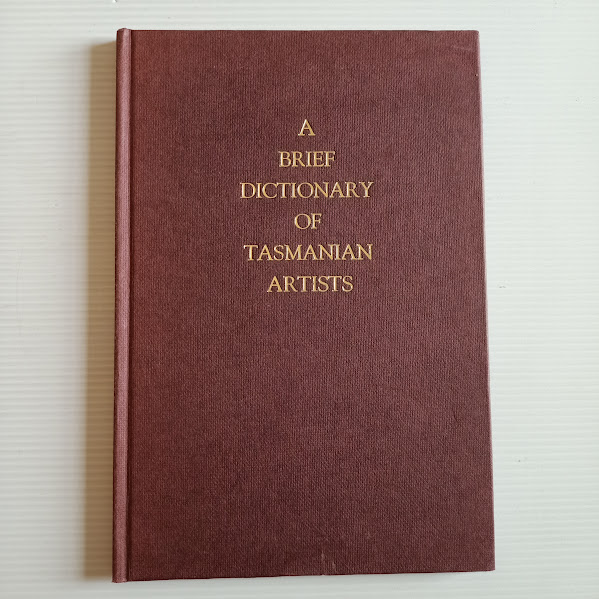 A
BRIEF
DICTIONARY
OF
TASMANIAN
ARTISTS